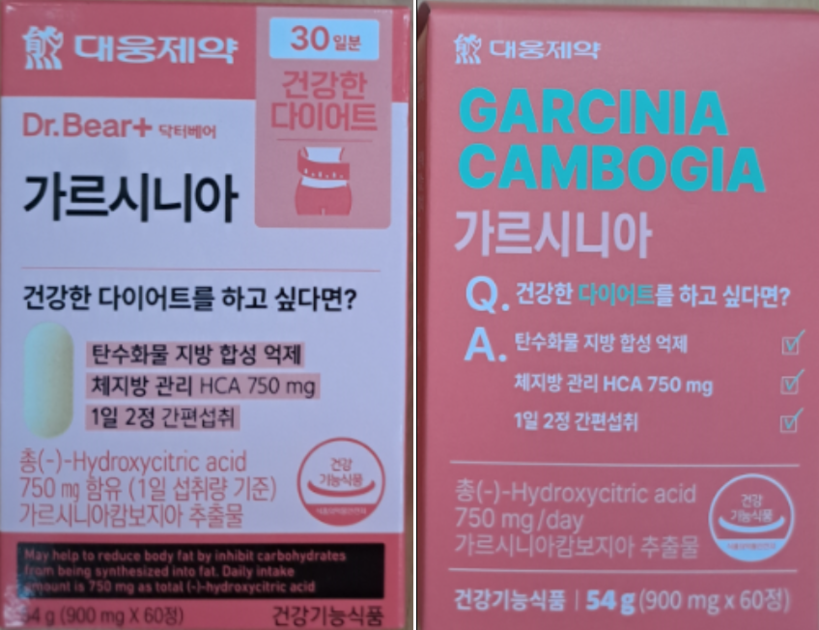 대웅제약
30 일분
건강한
다이어트
Dr.Bear+ 닥터베어
가르시니아
건강한 다이어트를 하고 싶다면?
탄수화물 지방 합성 억제
체지방 관리 HCA 750 mg
1일 2정 간편섭취
총(-)-Hydroxycitric acid
750 mg 함유 (1일 섭취량 기준)
가르시니아캄보지아 추출물
건강
기능식품
May help to reduce body fat by inhibit carbohydrates
from being synthesized into fat. Daily intake
amount is 750 mg as total (-)-hydroxycitric acid
54 g (900 mg X 60정)
건강기능식품
대웅제약
GARCINIA
CAMBOGIA
가르시니아
Q. 건강한 다이어트를 하고 싶다면?
A. 탄수화물 지방 합성 억제
체지방 관리 HCA 750 mg
1일 2정 간편섭취
총(-)-Hydroxycitric acid
750 mg/day
가르시니아캄보지아 추출물
건강
기능식품
건강기능식품 | 54 g (900 mg x 60정)